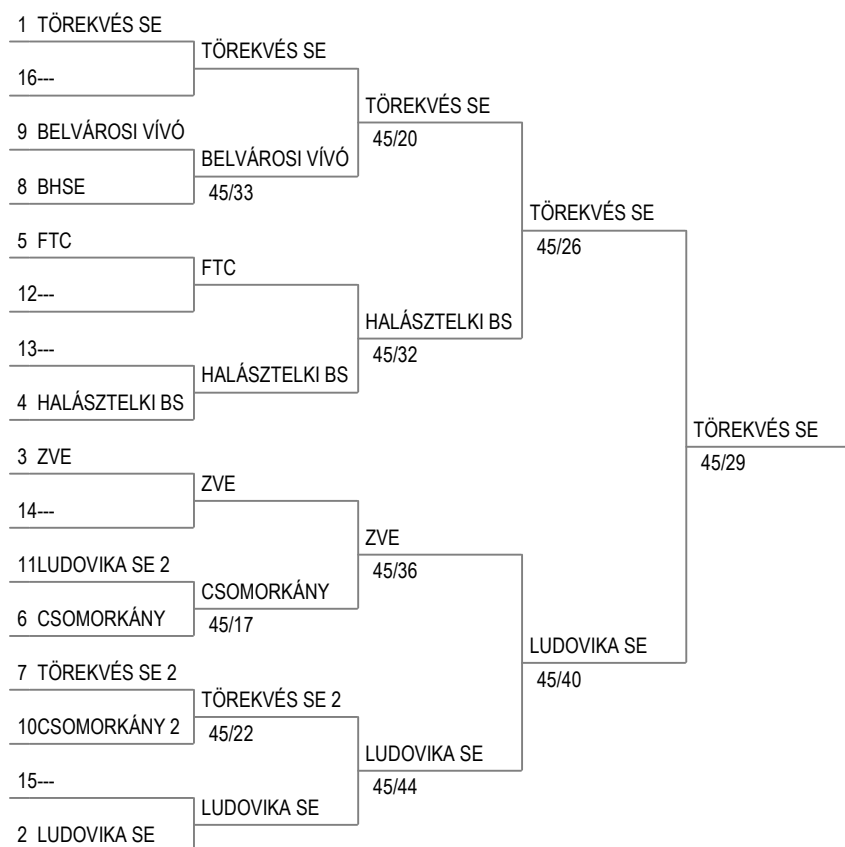 1 TÖREKVÉS SE
16---
9 BELVÁROSI VÍVÓ
8 BHSE
5 FTC
12---
13---
4 HALÁSZTELKI BS
3 ZVE
14---
11LUDOVIKA SE 2
6 CSOMORKÁNY
7 TÖREKVÉS SE 2
10CSOMORKÁNY 2
15---
2 LUDOVIKA SE
TÖREKVÉS SE
BELVÁROSI VÍVÓ
45/33
FTC
HALÁSZTELKI BS
ZVE
CSOMORKÁNY
45/17
TÖREKVÉS SE 2
45/22
LUDOVIKA SE
TÖREKVÉS SE
45/20
HALÁSZTELKI BS
45/32
ZVE
45/36
LUDOVIKA SE
45/44
TÖREKVÉS SE
45/26
LUDOVIKA SE
45/40
TÖREKVÉS SE
45/29